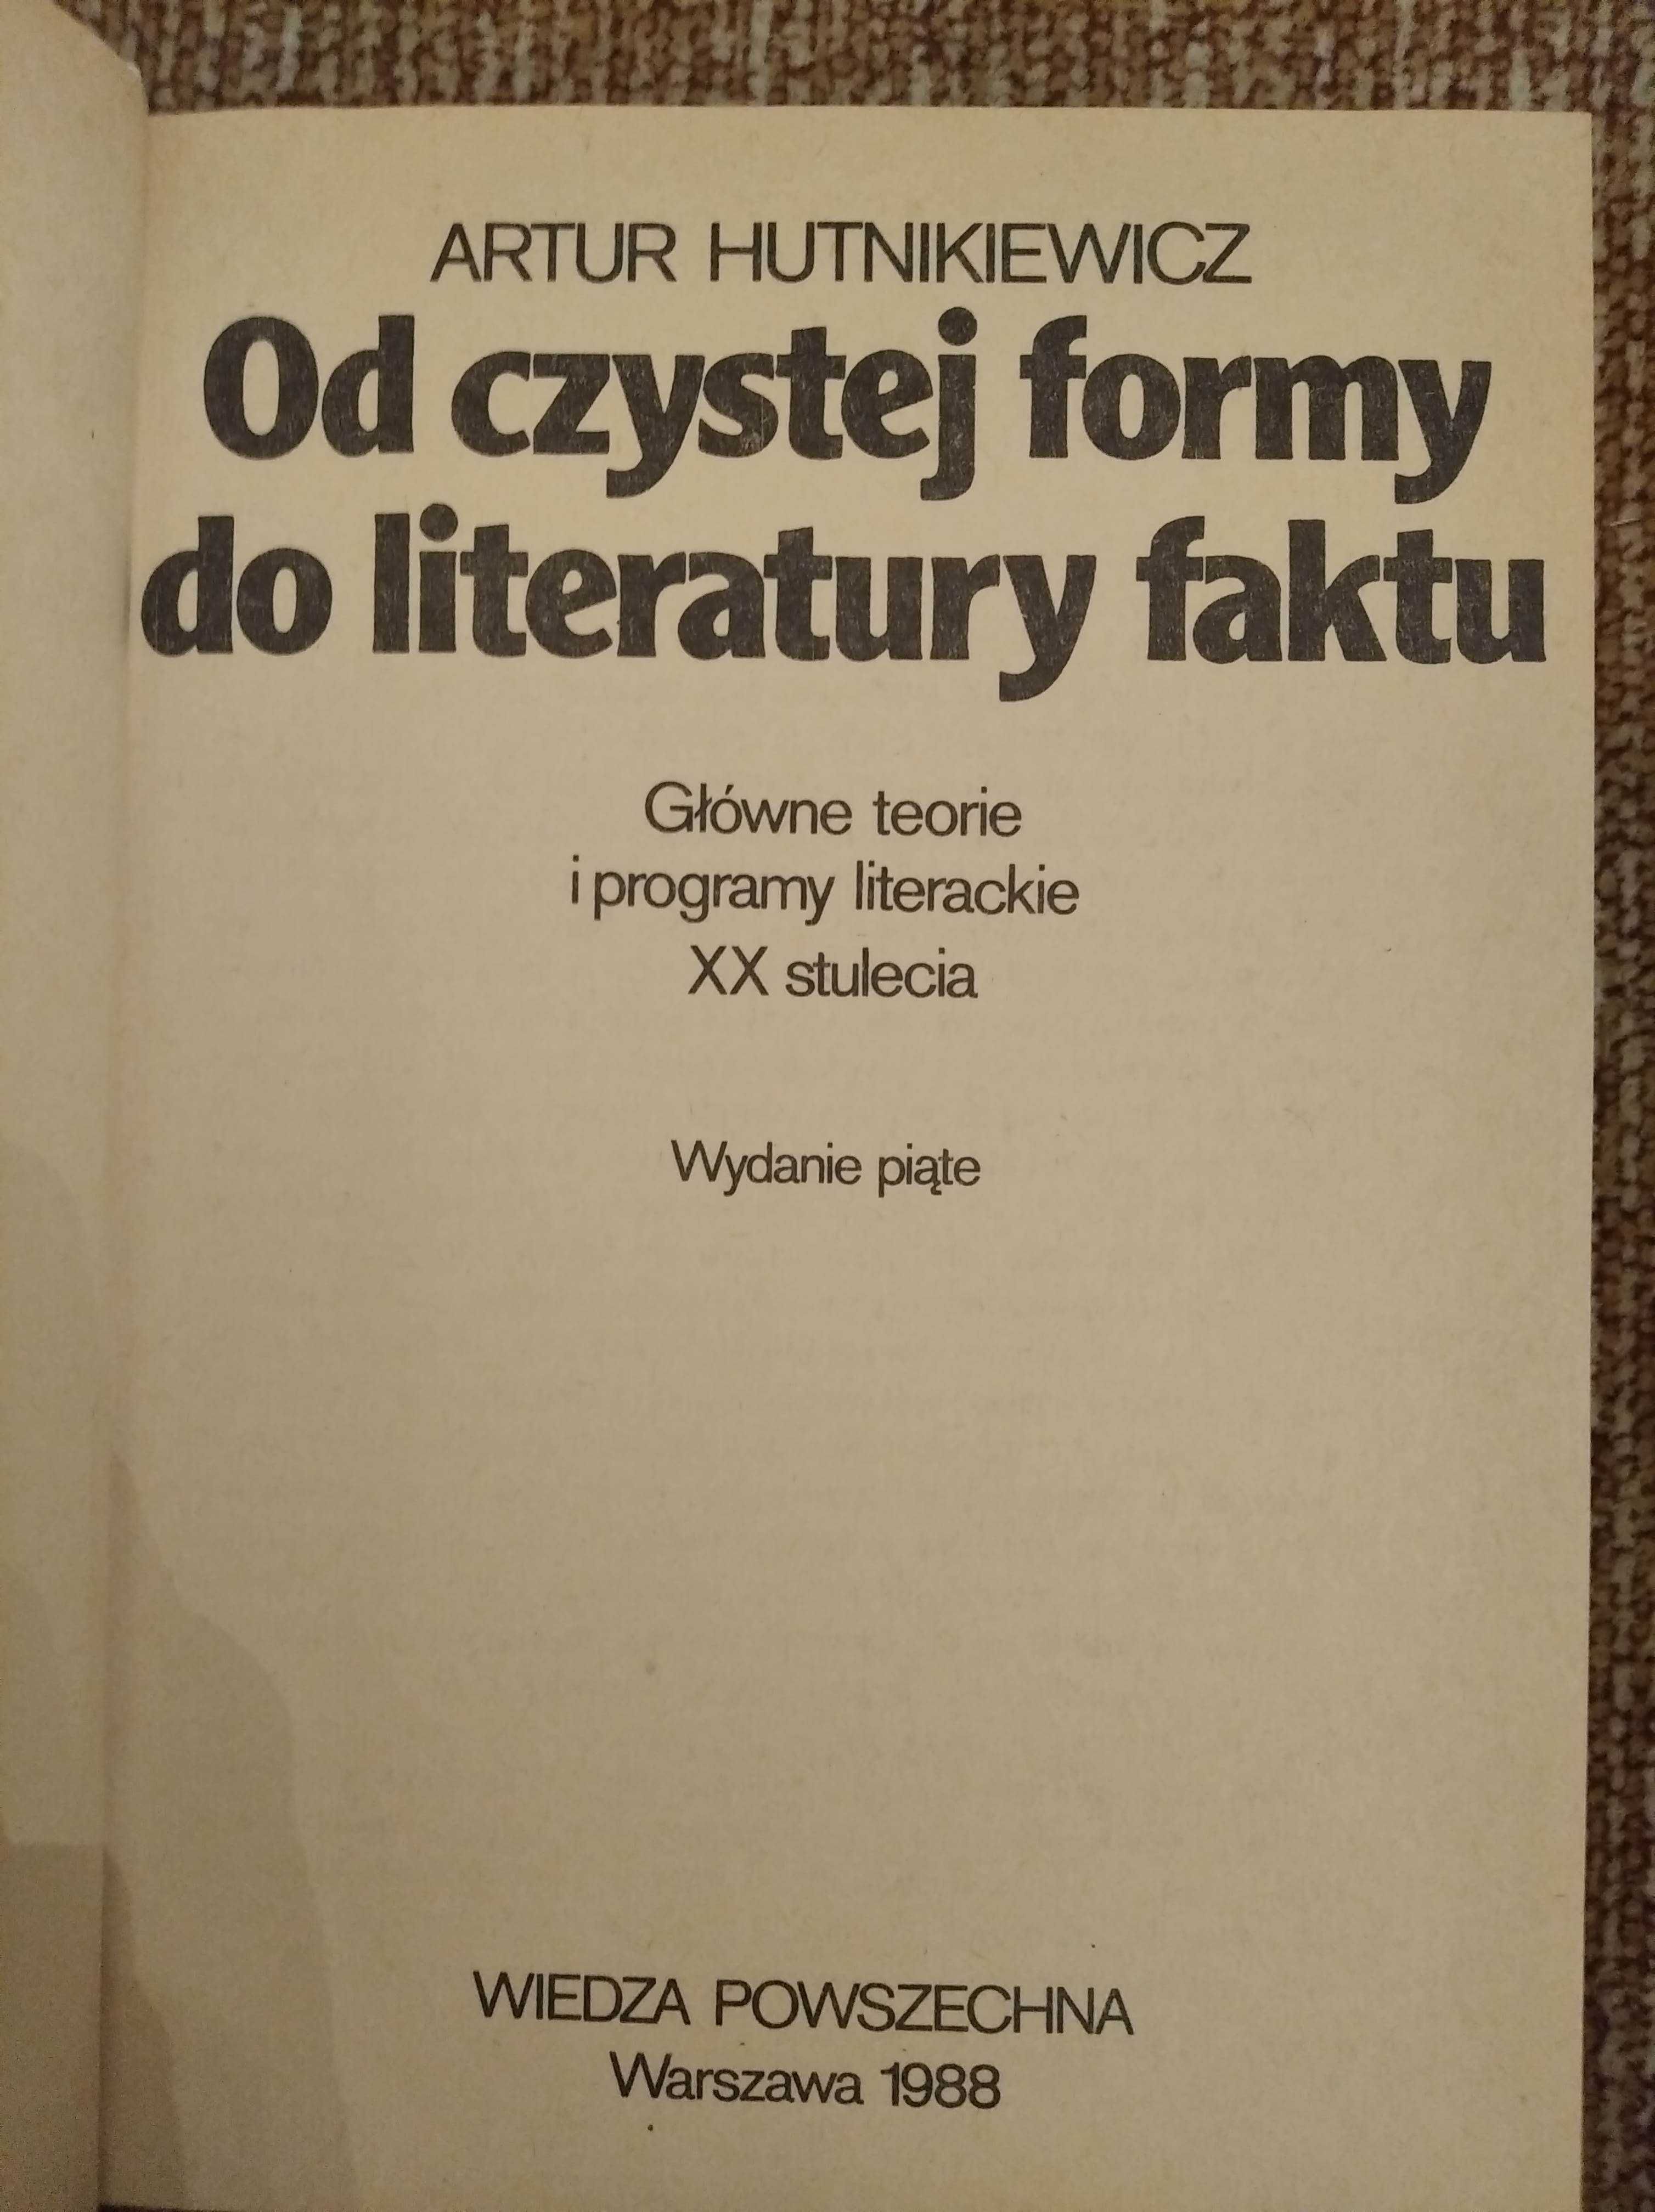 ARTUR HUTNIKIEWICZ
Od czystej formy
do literatury faktu
Główne teorie
i programy literackie
XX stulecia
Wydanie piąte
WIEDZA POWSZECHNA
Warszawa 1988